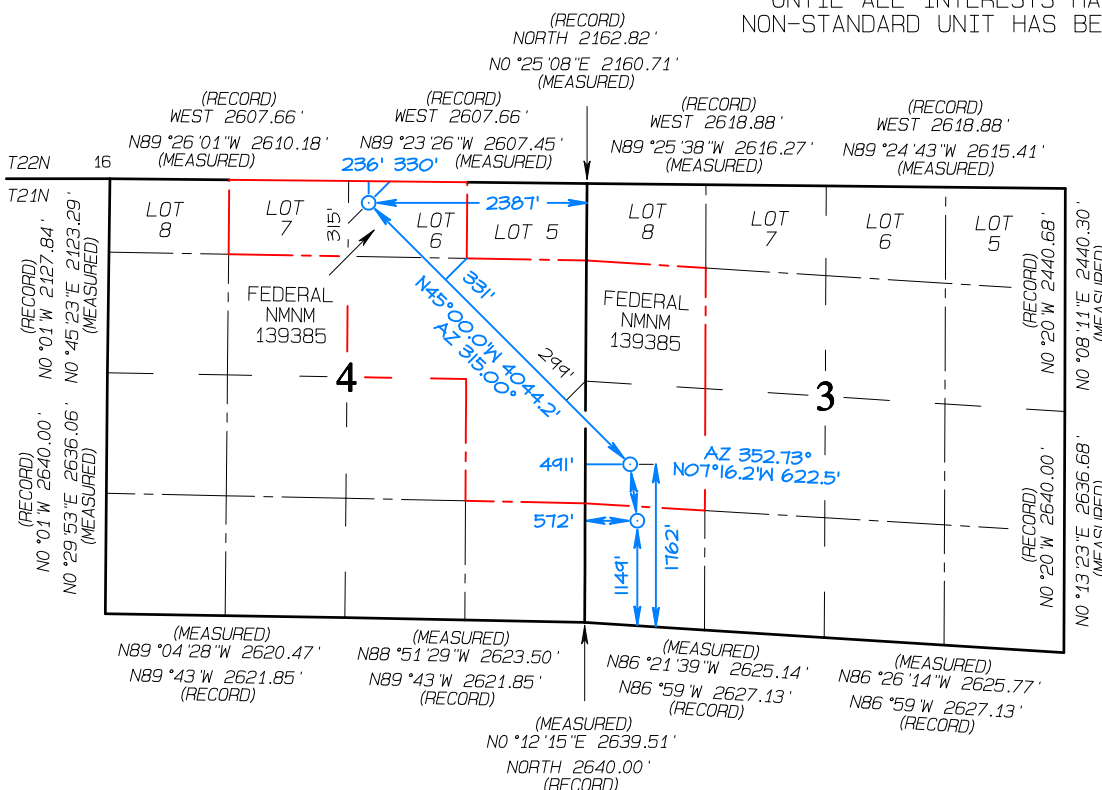 UNTIL ALL INTERESTS HA
NON-STANDARD UNIT HAS BE
(RECORD)
NORTH 2162.82'
N0°25'08"E 2160.71'
(MEASURED)
(RECORD)
WEST 2607.66'
N89°26'01"W 2610.18'
(MEASURED)
(RECORD)
WEST 2607.66'
N89°23'26"W 2607.45'
(MEASURED)
(RECORD)
WEST 2618.88'
N89°25'38"W 2616.27'
(MEASURED)
(RECORD)
WEST 2618.88'
N89°24'43"W 2615.41'
(MEASURED)
T22N
16
T21N
236' 330'
2387'
315'
LOT
8
LOT
7
LOT
6
LOT 5
LOT
8
LOT
7
LOT
6
LOT
5
(RECORD)
N0°01'W 2127.84'
N0°45'23"E 2123.29'
(MEASURED)
N0°20'W 2440.68'
(RECORD)
N0°08'11"E 2440.30'
(MEASURED)
FEDERAL
NMNM
139385
331'
N45°00.0'W 4044.2'
AZ 315.00°
299'
FEDERAL
NMNM
139385
4
3
(RECORD)
N0°01'W 2640.00'
N0°29'53"E 2636.06'
(MEASURED)
491'
AZ 352.73°
N07°16.2'W 622.5'
572'
1149'
1762'
(RECORD)
N0°20'W 2640.00'
N0°13'23"E 2636.68'
(MEASURED)
(MEASURED)
N89°04'28"W 2620.47'
N89°43'W 2621.85'
(RECORD)
(MEASURED)
N88°51'29"W 2623.50'
N89°43'W 2621.85'
(RECORD)
(MEASURED)
N86°21'39"W 2625.14'
N86°59'W 2627.13'
(RECORD)
(MEASURED)
N86°26'14"W 2625.77'
N86°59'W 2627.13'
(RECORD)
(MEASURED)
N0°12'15"E 2639.51'
NORTH 2640.00'
(RECORD)